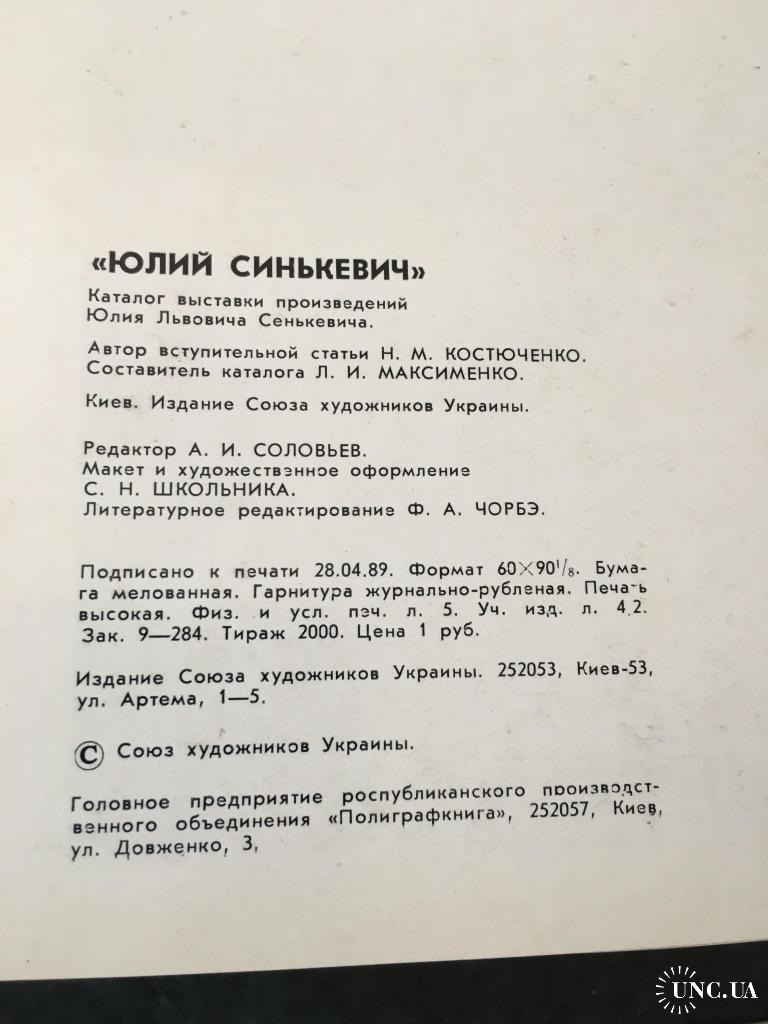 «ЮЛИЙ СИНЬКЕВИЧ»
Каталог выставки произведений
Юлия Львовича Сенькевича.
Автор вступительной статьи Н. М. КОСТЮЧЕНКО.
Составитель каталога Л. И. МАКСИМЕНКО.
Киев. Издание Союза художников Украины.
Редактор А. И. СОЛОВЬЕВ.
Макет и художественное оформление
С. Н. ШКОЛЬНИКА.
Литературное редактирование Ф. А. ЧОРБЭ.
Подписано к печати 28.04.89. Формат 60×90¹/₈. Бума-
га мелованная. Гарнитура журнально-рубленая. Печать
высокая. Физ. и усл. печ. л. 5. Уч. изд. л. 4,2.
Зак. 9—284. Тираж 2000. Цена 1 руб.
Издание Союза художников Украины. 252053, Киев-53,
ул. Артема, 1—5.
© Союз художников Украины.
Головное предприятие республиканского производст-
венного объединения «Полиграфкнига», 252057, Киев,
ул. Довженко, 3,
UNC.UA